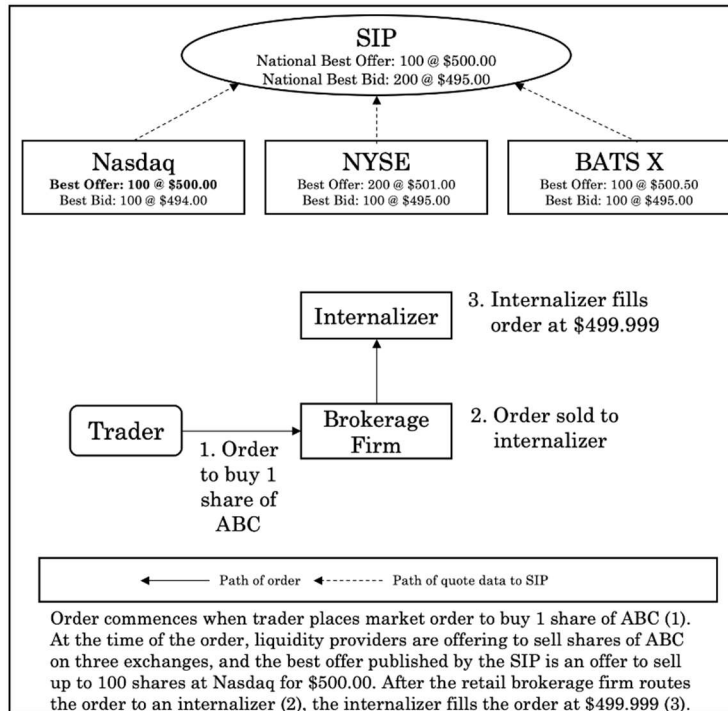 SIP
National Best Offer: 100 @ $500.00
National Best Bid: 200 @ $495.00
Nasdaq
Best Offer: 100 @ $500.00
Best Bid: 100 @ $494.00
NYSE
Best Offer: 200 @ $501.00
Best Bid: 100 @ $495.00
BATS X
Best Offer: 100 @ $500.50
Best Bid: 100 @ $495.00
Internalizer
3. Internalizer fills
order at $499.999
Trader
1. Order
to buy 1
share of
ABC
Brokerage
Firm
2. Order sold to
internalizer
Path of order
Path of quote data to SIP
Order commences when trader places market order to buy 1 share of ABC (1).
At the time of the order, liquidity providers are offering to sell shares of ABC
on three exchanges, and the best offer published by the SIP is an offer to sell
up to 100 shares at Nasdaq for $500.00. After the retail brokerage firm routes
the order to an internalizer (2), the internalizer fills the order at $499.999 (3).